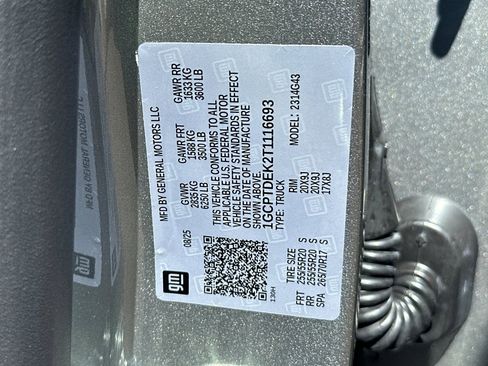 MFD BY GENERAL MOTORS LLC
08/25
GVWR
2835 KG
6250 LB
GAWR FRT
1588 KG
3500 LB
GAWR RR
1633 KG
3600 LB
THIS VEHICLE CONFORMS TO ALL
APPLICABLE U.S. FEDERAL MOTOR
VEHICLE SAFETY STANDARDS IN EFFECT
ON THE DATE OF MANUFACTURE
SHOWN ABOVE.
1GCPTDEK2T1116693
TYPE: TRUCK
MODEL: 2314G43
TIRE SIZE
RIM
FRT 255/55R20 S 20X9J
RR 255/55R20 S 20X9J
SPA 265/70R17 S 17X8J
gm
136H
gm